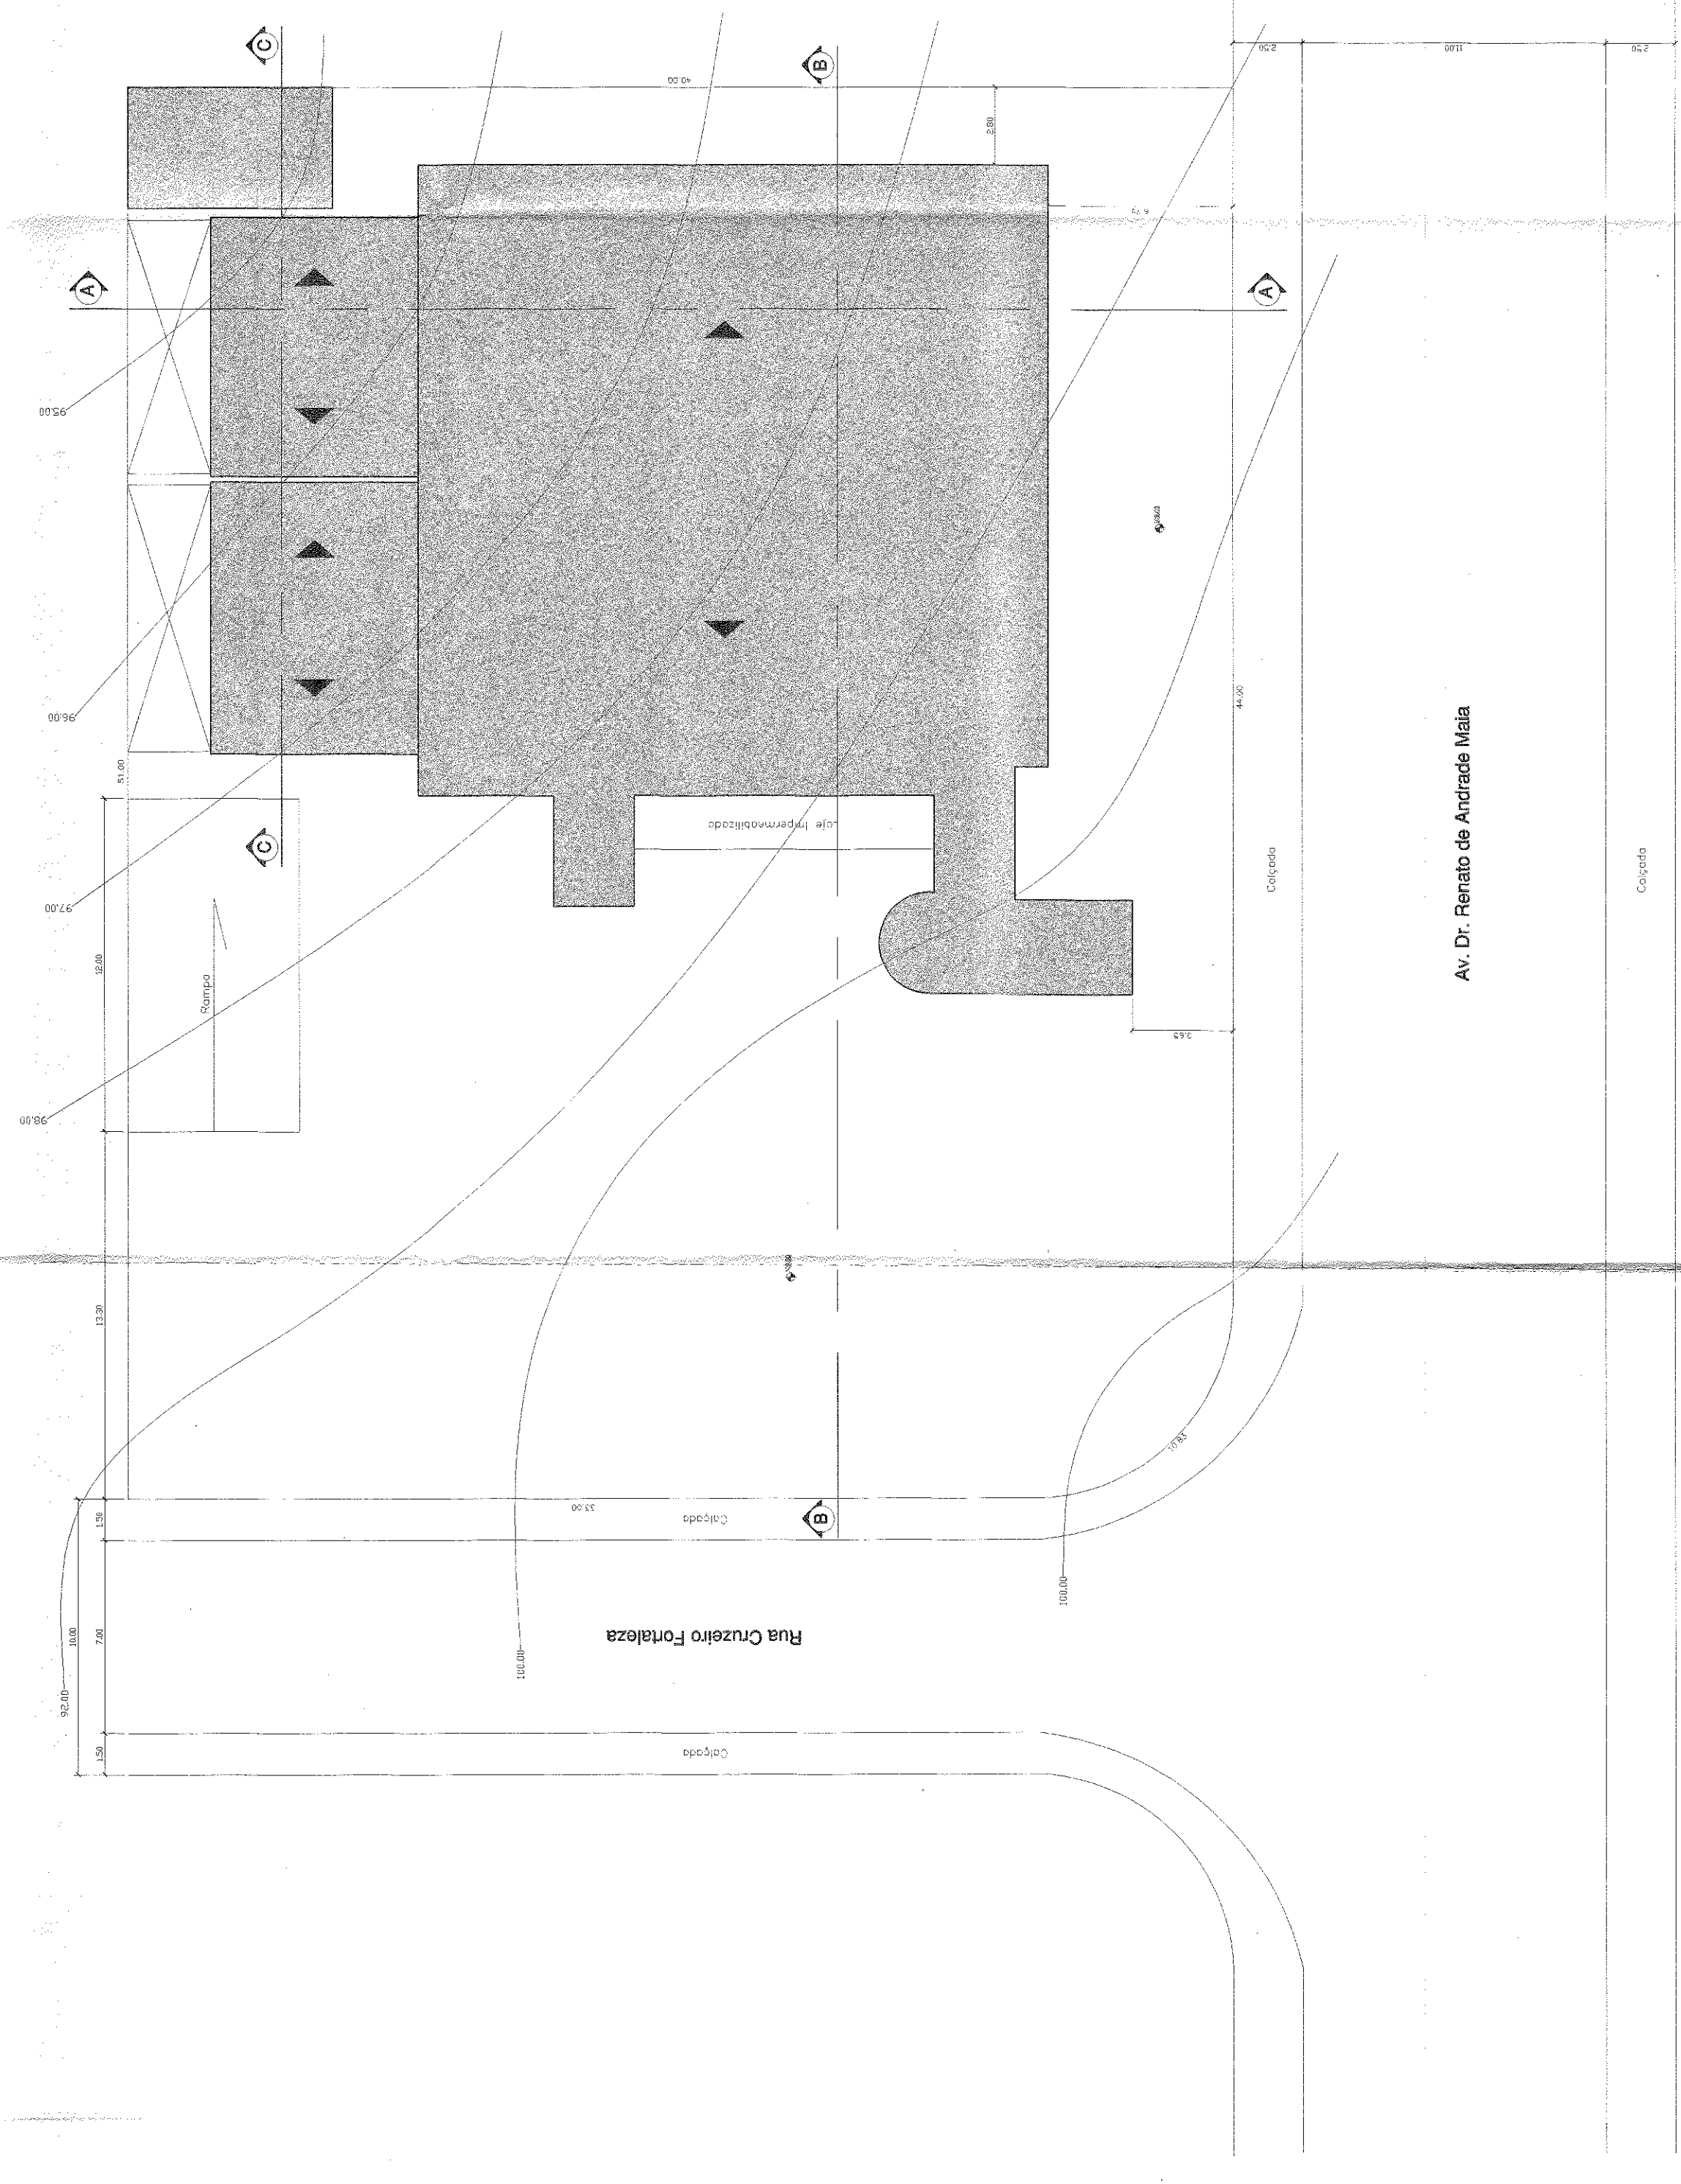 C
B
40.00
2.80
2.50
11.00
2.50
6.72
A
A
95.00
96.00
97.00
98.00
51.00
C
12.00
Rampa
Laje Impermeabilizada
3.65
44.00
Calçada
Av. Dr. Renato de Andrade Maia
Calçada
13.30
10.83
1.50
33.00
Calçada
B
10.00
7.00
92.00
100.00
100.00
Rua Cruzeiro Fortaleza
1.50
Calçada